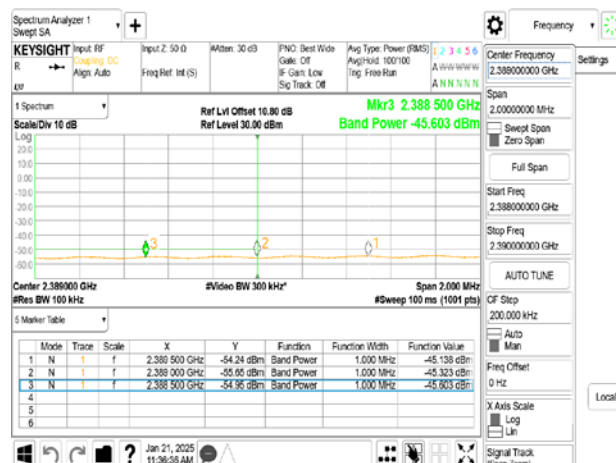 Spectrum Analyzer 1
Swept SA
+
Frequency
KEYSIGHT
R
Input: RF
Coupling: DC
Align: Auto
Input Z: 50 Ω
Freq Ref: Int (S)
#Atten: 30 dB
PNO: Best Wide
Gate: Off
IF Gain: Low
Sig Track: Off
Avg Type: Power (RMS)
Avg|Hold: 100/100
Trig: Free Run
1 2 3 4 5 6
A W W W W W
A N N N N N
Center Frequency
2.389000000 GHz
Settings
Span
2.00000000 MHz
Swept Span
Zero Span
Full Span
Start Freq
2.388000000 GHz
Stop Freq
2.390000000 GHz
AUTO TUNE
CF Step
200.000 kHz
Auto
Man
Freq Offset
0 Hz
X Axis Scale
Log
Lin
Signal Track
Local
1 Spectrum
Scale/Div 10 dB
Ref Lvl Offset 10.80 dB
Ref Level 30.00 dBm
Mkr3 2.388 500 GHz
Band Power -45.603 dBm
Log
20.0
10.0
0.00
-10.0
-20.0
-30.0
-40.0
-50.0
-60.0
3
2
1
Center 2.389000 GHz
#Video BW 300 kHz*
Span 2.000 MHz
#Res BW 100 kHz
#Sweep 100 ms (1001 pts)
5 Marker Table
Mode Trace Scale X Y Function Function Width Function Value
1 N 1 f 2.389 500 GHz -54.24 dBm Band Power 1.000 MHz -45.138 dBm
2 N 1 f 2.389 000 GHz -55.65 dBm Band Power 1.000 MHz -45.323 dBm
3 N 1 f 2.388 500 GHz -54.95 dBm Band Power 1.000 MHz -45.603 dBm
4
5
6
?
Jan 21, 2025
11:36:36 AM